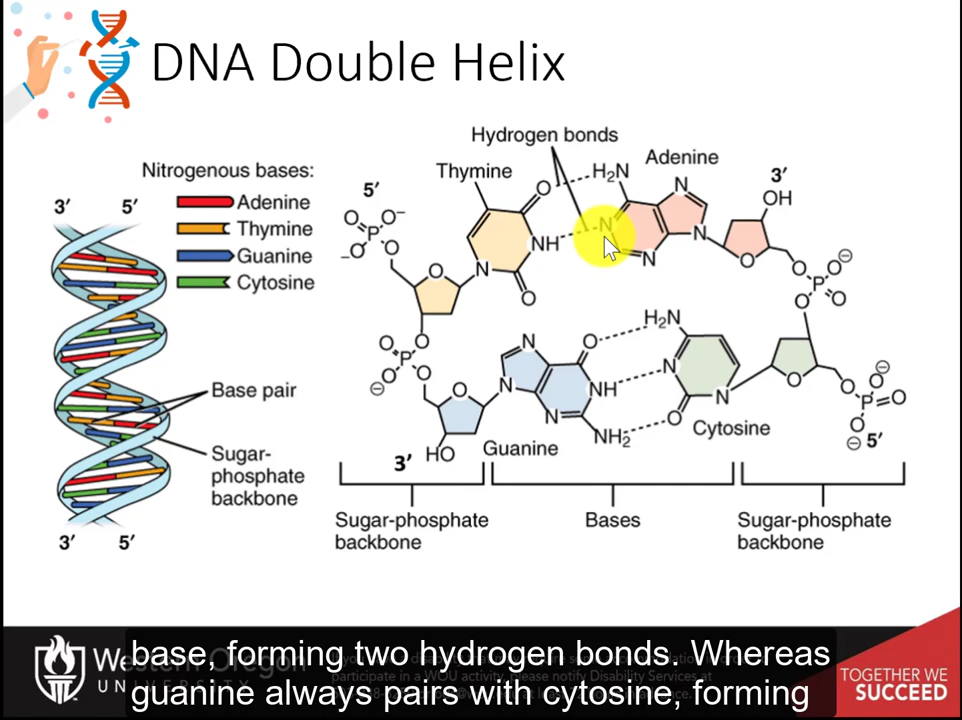 DNA Double Helix
Hydrogen bonds
Nitrogenous bases:
Adenine
Thymine
Guanine
Cytosine
3′ 5′
Base pair
Sugar-
phosphate
backbone
3′ 5′
Thymine
Adenine
5′
3′
O
O⁻
P
⁻O
O
O
O
NH
N
O
H₂N
N
N
N
N
OH
O
O
O
P
O
O
O
O
P
O
O
O
N
N
O
NH
N
NH₂
H₂N
N
N
O
O
O
O
P
O
O
HO
3′
5′
Guanine
Cytosine
Sugar-phosphate
backbone
Bases
Sugar-phosphate
backbone
base, forming two hydrogen bonds. Whereas
guanine always pairs with cytosine, forming
TOGETHER WE
SUCCEED